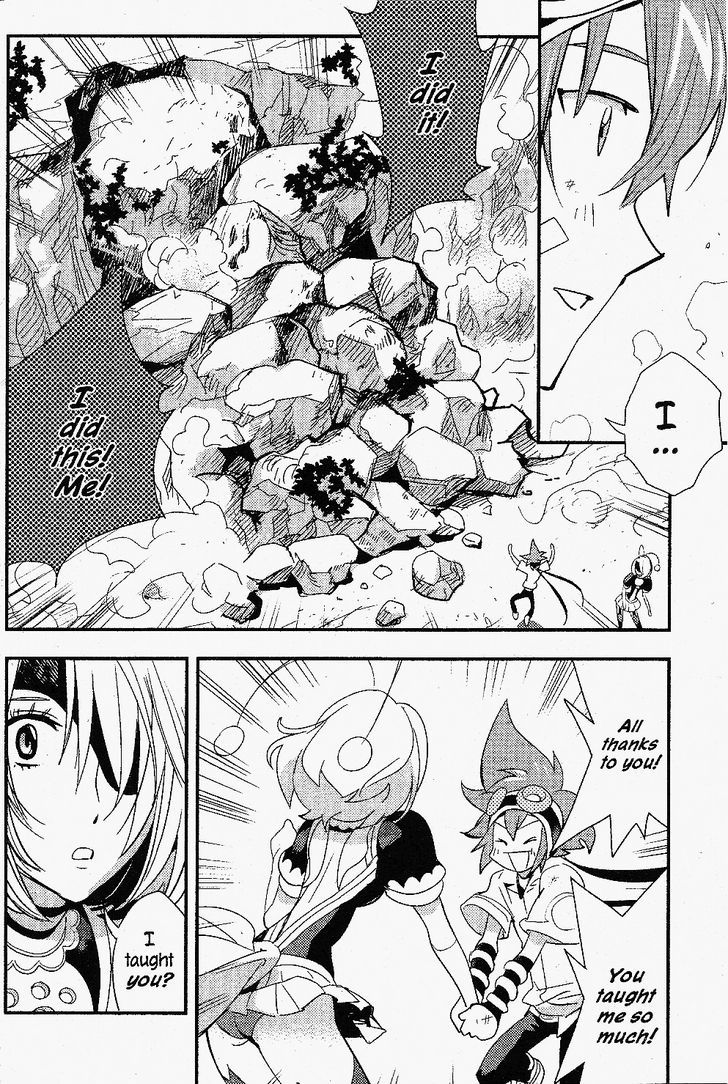 I
...
I
did
it!
I
did
this!
Me!
All
thanks
to you!
You
taught
me so
much!
I
taught
you?